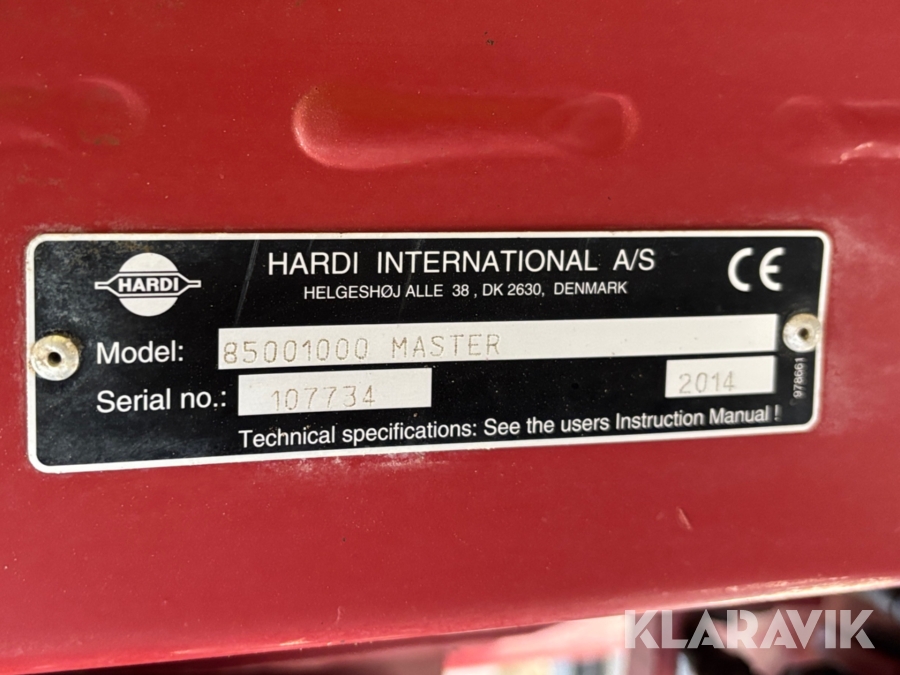 HARDI
HARDI INTERNATIONAL A/S
HELGESHØJ ALLE 38, DK 2630, DENMARK
CE
Model: 85001000 MASTER
Serial no.: 107734
2014
978661
Technical specifications: See the users Instruction Manual !!
KLARAVIK